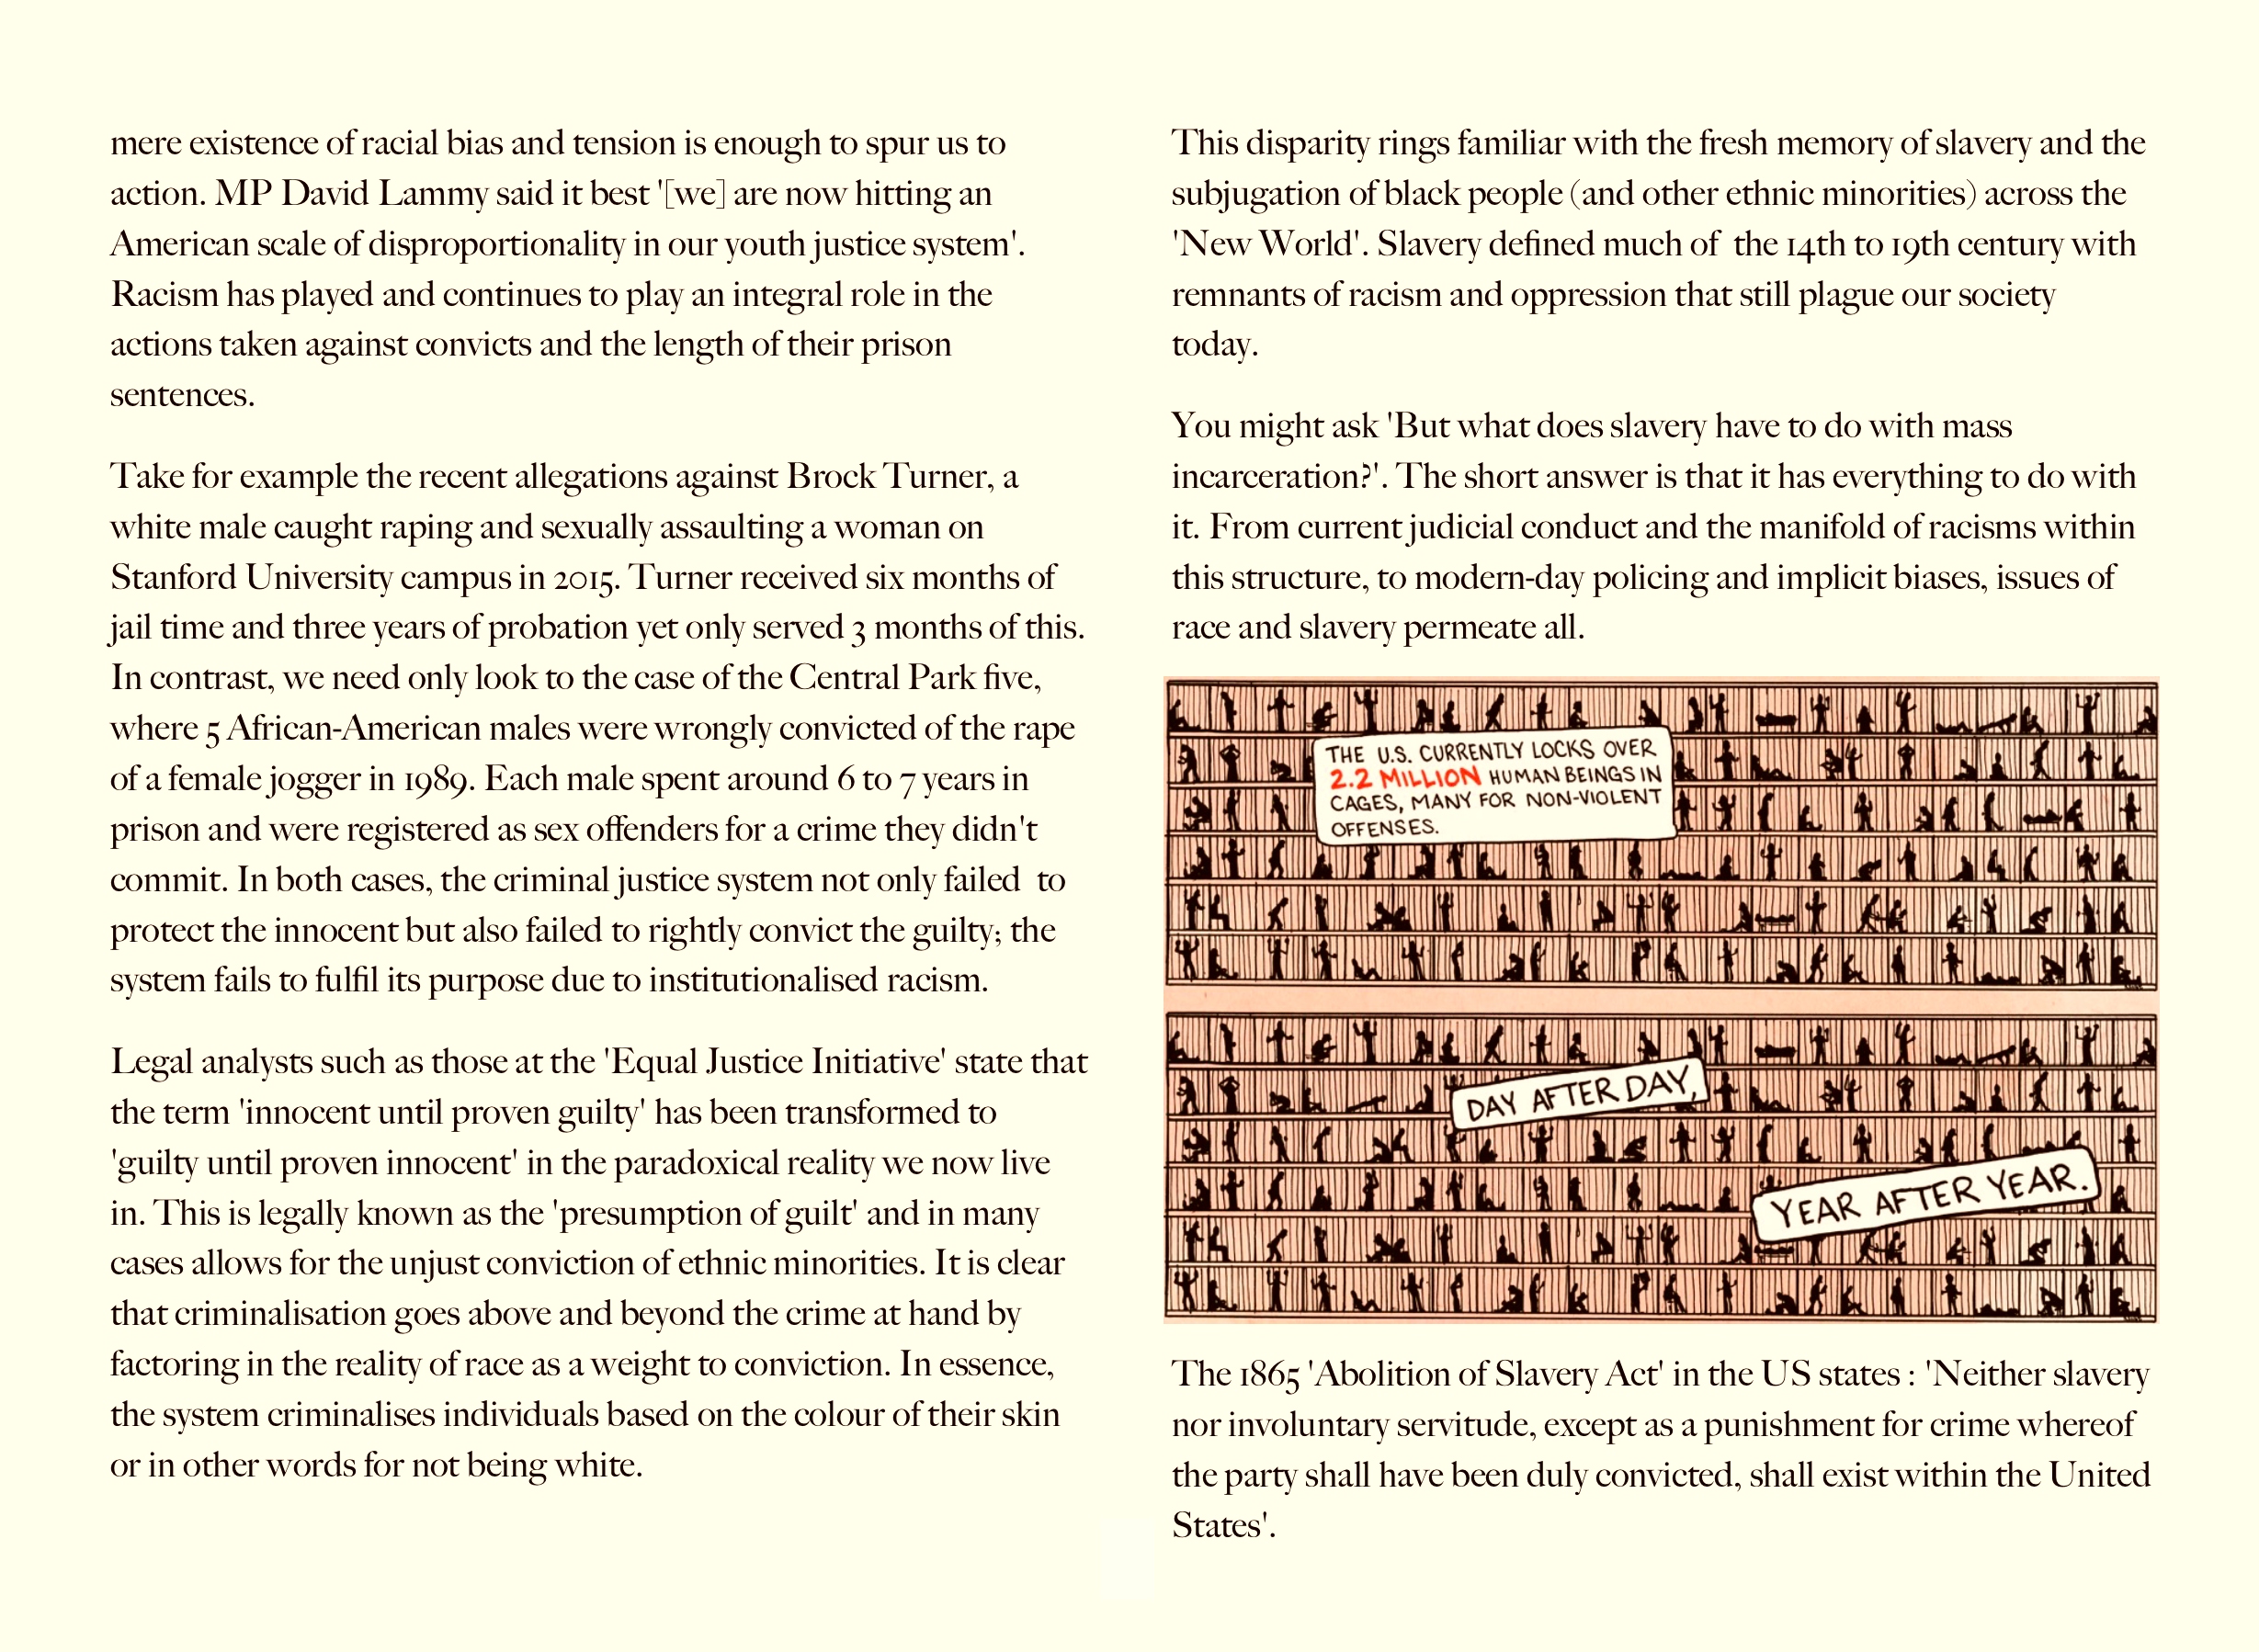 mere existence of racial bias and tension is enough to spur us to
action. MP David Lammy said it best '[we] are now hitting an
American scale of disproportionality in our youth justice system'.
Racism has played and continues to play an integral role in the
actions taken against convicts and the length of their prison
sentences.
Take for example the recent allegations against Brock Turner, a
white male caught raping and sexually assaulting a woman on
Stanford University campus in 2015. Turner received six months of
jail time and three years of probation yet only served 3 months of this.
In contrast, we need only look to the case of the Central Park five,
where 5 African-American males were wrongly convicted of the rape
of a female jogger in 1989. Each male spent around 6 to 7 years in
prison and were registered as sex offenders for a crime they didn't
commit. In both cases, the criminal justice system not only failed  to
protect the innocent but also failed to rightly convict the guilty; the
system fails to fulfil its purpose due to institutionalised racism.
Legal analysts such as those at the 'Equal Justice Initiative' state that
the term 'innocent until proven guilty' has been transformed to
'guilty until proven innocent' in the paradoxical reality we now live
in. This is legally known as the 'presumption of guilt' and in many
cases allows for the unjust conviction of ethnic minorities. It is clear
that criminalisation goes above and beyond the crime at hand by
factoring in the reality of race as a weight to conviction. In essence,
the system criminalises individuals based on the colour of their skin
or in other words for not being white.
This disparity rings familiar with the fresh memory of slavery and the
subjugation of black people (and other ethnic minorities) across the
'New World'. Slavery defined much of  the 14th to 19th century with
remnants of racism and oppression that still plague our society
today.
You might ask 'But what does slavery have to do with mass
incarceration?'. The short answer is that it has everything to do with
it. From current judicial conduct and the manifold of racisms within
this structure, to modern-day policing and implicit biases, issues of
race and slavery permeate all.
THE U.S. CURRENTLY LOCKS OVER
2.2 MILLION HUMAN BEINGS IN
CAGES, MANY FOR NON-VIOLENT
OFFENSES.
DAY AFTER DAY,
YEAR AFTER YEAR.
The 1865 'Abolition of Slavery Act' in the US states : 'Neither slavery
nor involuntary servitude, except as a punishment for crime whereof
the party shall have been duly convicted, shall exist within the United
States'.